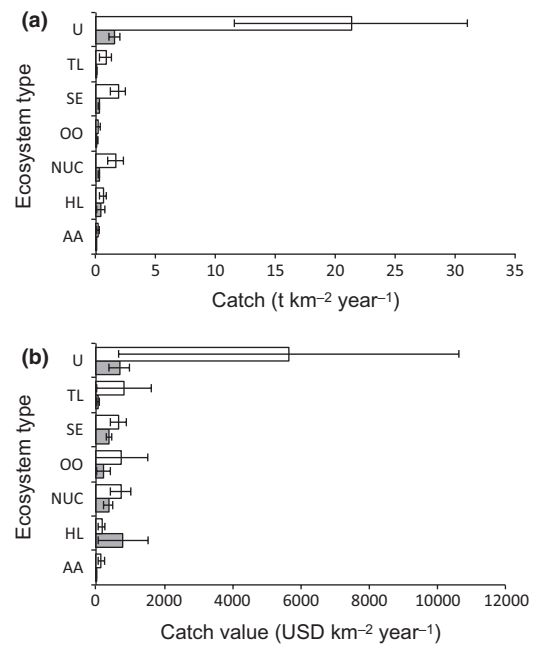 (a)
Ecosystem type
U
TL
SE
OO
NUC
HL
AA
0 5 10 15 20 25 30 35
Catch (t km⁻² year⁻¹)
(b)
Ecosystem type
U
TL
SE
OO
NUC
HL
AA
0 2000 4000 6000 8000 10000 12000
Catch value (USD km⁻² year⁻¹)